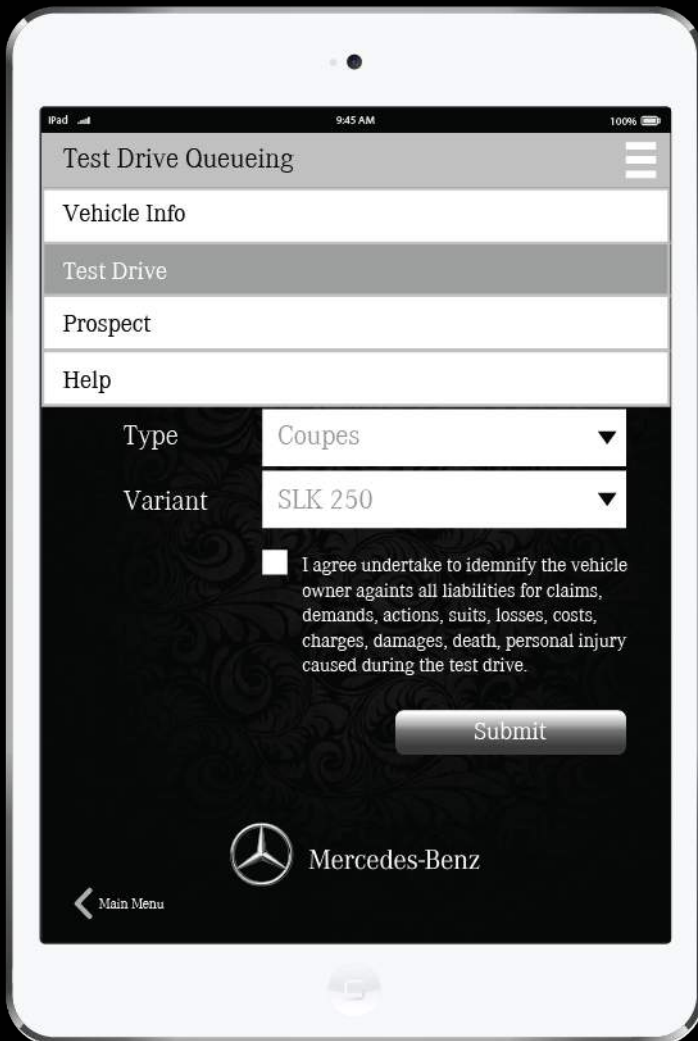 iPad 9:45 AM 100%
Test Drive Queueing
Vehicle Info
Test Drive
Prospect
Help
Type Coupes
Variant SLK 250
I agree undertake to idemnify the vehicle
owner againts all liabilities for claims,
demands, actions, suits, losses, costs,
charges, damages, death, personal injury
caused during the test drive.
Submit
Mercedes-Benz
Main Menu